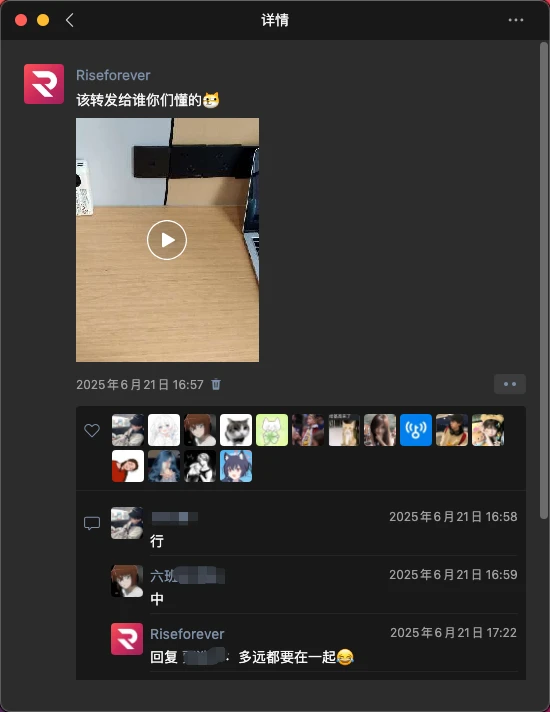 详情
Riseforever
该转发给谁你们懂的
2025年6月21日 16:57
2025年6月21日 16:58
行
六班
2025年6月21日 16:59
中
Riseforever
2025年6月21日 17:22
回复 : 多远都要在一起😂